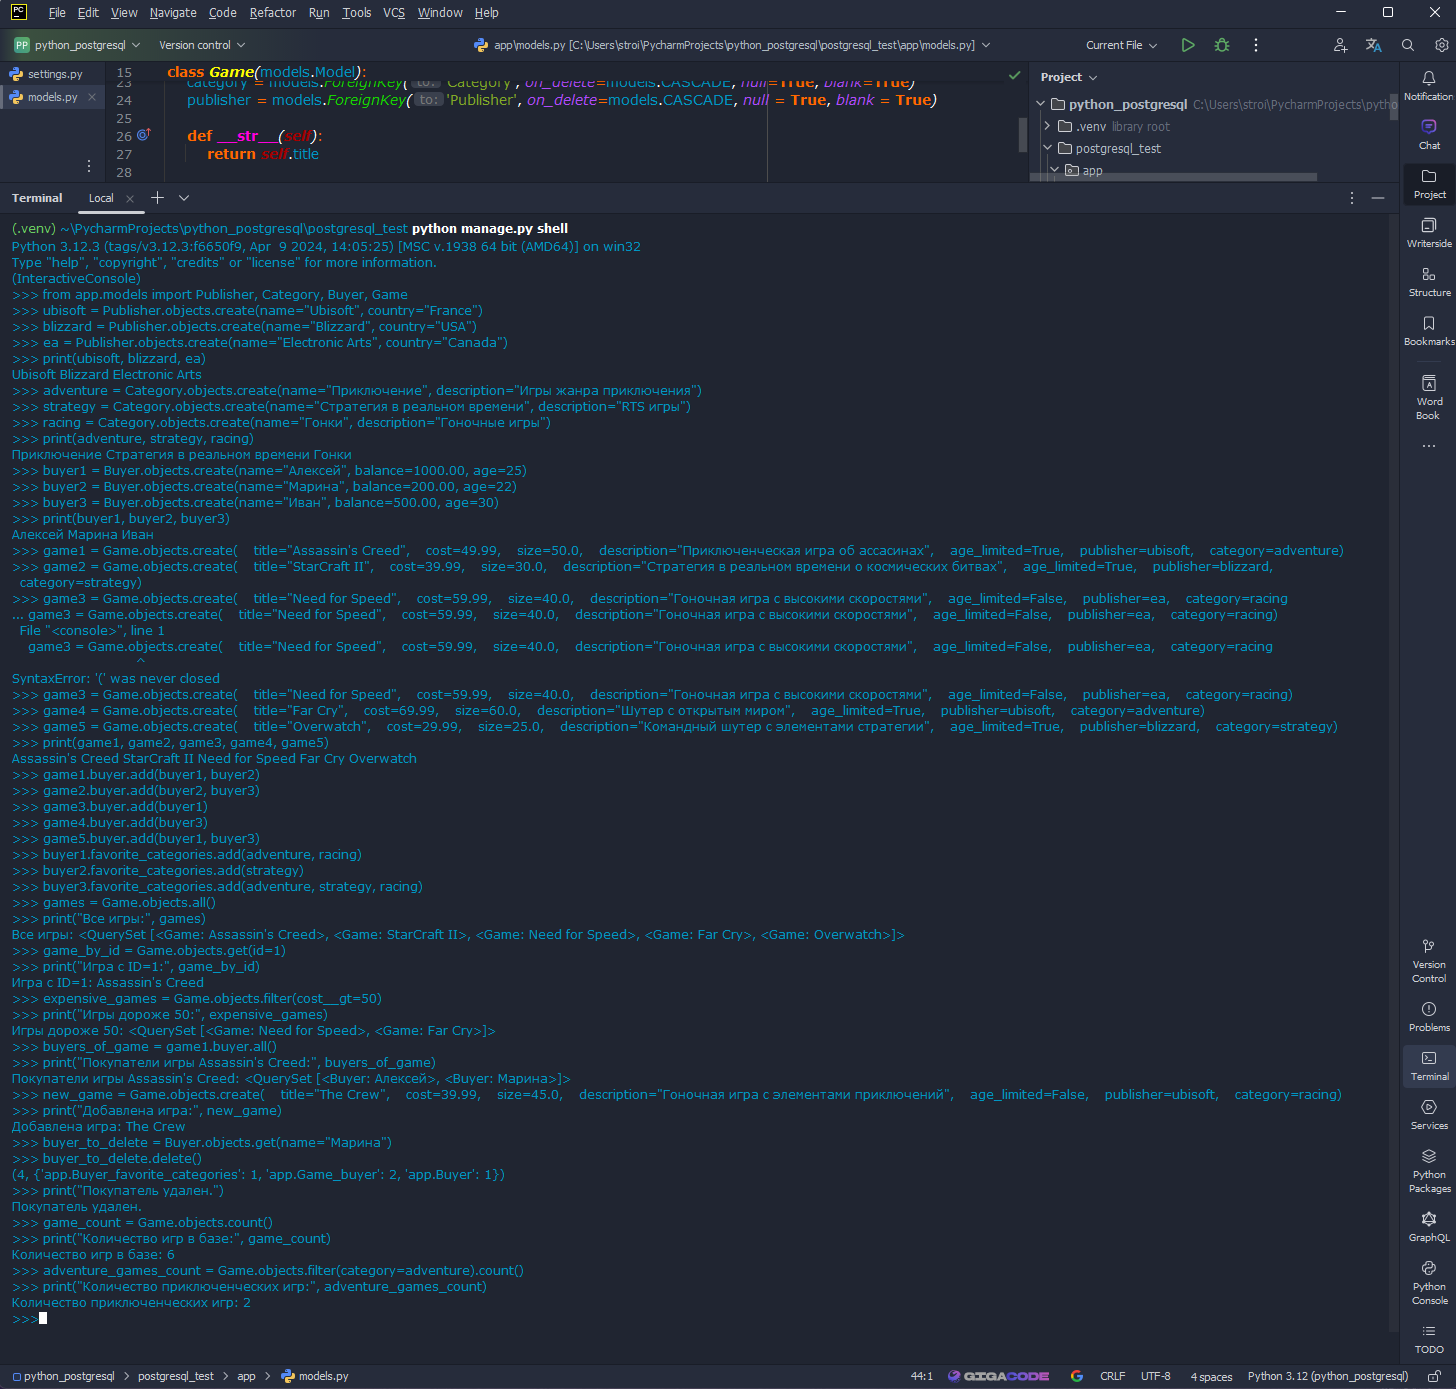 PC File Edit View Navigate Code Refactor Run Tools VCS Window Help
PP python_postgresql Version control app\models.py [C:\Users\stroi\PycharmProjects\python_postgresql\postgresql_test\app\models.py] Current File
settings.py
models.py
15 class Game(models.Model):
23 category = models.ForeignKey( to: 'Category', on_delete=models.CASCADE, null=True, blank=True)
24 publisher = models.ForeignKey( to: 'Publisher', on_delete=models.CASCADE, null = True, blank = True)
25
26 def __str__(self):
27 return self.title
28
Project
python_postgresql C:\Users\stroi\PycharmProjects\pytho
.venv library root
postgresql_test
app
Terminal Local
(.venv) ~\PycharmProjects\python_postgresql\postgresql_test python manage.py shell
Python 3.12.3 (tags/v3.12.3:f6650f9, Apr  9 2024, 14:05:25) [MSC v.1938 64 bit (AMD64)] on win32
Type "help", "copyright", "credits" or "license" for more information.
(InteractiveConsole)
>>> from app.models import Publisher, Category, Buyer, Game
>>> ubisoft = Publisher.objects.create(name="Ubisoft", country="France")
>>> blizzard = Publisher.objects.create(name="Blizzard", country="USA")
>>> ea = Publisher.objects.create(name="Electronic Arts", country="Canada")
>>> print(ubisoft, blizzard, ea)
Ubisoft Blizzard Electronic Arts
>>> adventure = Category.objects.create(name="Приключение", description="Игры жанра приключения")
>>> strategy = Category.objects.create(name="Стратегия в реальном времени", description="RTS игры")
>>> racing = Category.objects.create(name="Гонки", description="Гоночные игры")
>>> print(adventure, strategy, racing)
Приключение Стратегия в реальном времени Гонки
>>> buyer1 = Buyer.objects.create(name="Алексей", balance=1000.00, age=25)
>>> buyer2 = Buyer.objects.create(name="Марина", balance=200.00, age=22)
>>> buyer3 = Buyer.objects.create(name="Иван", balance=500.00, age=30)
>>> print(buyer1, buyer2, buyer3)
Алексей Марина Иван
>>> game1 = Game.objects.create(    title="Assassin's Creed",    cost=49.99,    size=50.0,    description="Приключенческая игра об ассасинах",    age_limited=True,    publisher=ubisoft,    category=adventure)
>>> game2 = Game.objects.create(    title="StarCraft II",    cost=39.99,    size=30.0,    description="Стратегия в реальном времени о космических битвах",    age_limited=True,    publisher=blizzard,
category=strategy)
>>> game3 = Game.objects.create(    title="Need for Speed",    cost=59.99,    size=40.0,    description="Гоночная игра с высокими скоростями",    age_limited=False,    publisher=ea,    category=racing
... game3 = Game.objects.create(    title="Need for Speed",    cost=59.99,    size=40.0,    description="Гоночная игра с высокими скоростями",    age_limited=False,    publisher=ea,    category=racing)
File "<console>", line 1
game3 = Game.objects.create(    title="Need for Speed",    cost=59.99,    size=40.0,    description="Гоночная игра с высокими скоростями",    age_limited=False,    publisher=ea,    category=racing
^
SyntaxError: '(' was never closed
>>> game3 = Game.objects.create(    title="Need for Speed",    cost=59.99,    size=40.0,    description="Гоночная игра с высокими скоростями",    age_limited=False,    publisher=ea,    category=racing)
>>> game4 = Game.objects.create(    title="Far Cry",    cost=69.99,    size=60.0,    description="Шутер с открытым миром",    age_limited=True,    publisher=ubisoft,    category=adventure)
>>> game5 = Game.objects.create(    title="Overwatch",    cost=29.99,    size=25.0,    description="Командный шутер с элементами стратегии",    age_limited=True,    publisher=blizzard,    category=strategy)
>>> print(game1, game2, game3, game4, game5)
Assassin's Creed StarCraft II Need for Speed Far Cry Overwatch
>>> game1.buyer.add(buyer1, buyer2)
>>> game2.buyer.add(buyer2, buyer3)
>>> game3.buyer.add(buyer1)
>>> game4.buyer.add(buyer3)
>>> game5.buyer.add(buyer1, buyer3)
>>> buyer1.favorite_categories.add(adventure, racing)
>>> buyer2.favorite_categories.add(strategy)
>>> buyer3.favorite_categories.add(adventure, strategy, racing)
>>> games = Game.objects.all()
>>> print("Все игры:", games)
Все игры: <QuerySet [<Game: Assassin's Creed>, <Game: StarCraft II>, <Game: Need for Speed>, <Game: Far Cry>, <Game: Overwatch>]>
>>> game_by_id = Game.objects.get(id=1)
>>> print("Игра с ID=1:", game_by_id)
Игра с ID=1: Assassin's Creed
>>> expensive_games = Game.objects.filter(cost__gt=50)
>>> print("Игры дороже 50:", expensive_games)
Игры дороже 50: <QuerySet [<Game: Need for Speed>, <Game: Far Cry>]>
>>> buyers_of_game = game1.buyer.all()
>>> print("Покупатели игры Assassin's Creed:", buyers_of_game)
Покупатели игры Assassin's Creed: <QuerySet [<Buyer: Алексей>, <Buyer: Марина>]>
>>> new_game = Game.objects.create(    title="The Crew",    cost=39.99,    size=45.0,    description="Гоночная игра с элементами приключений",    age_limited=False,    publisher=ubisoft,    category=racing)
>>> print("Добавлена игра:", new_game)
Добавлена игра: The Crew
>>> buyer_to_delete = Buyer.objects.get(name="Марина")
>>> buyer_to_delete.delete()
(4, {'app.Buyer_favorite_categories': 1, 'app.Game_buyer': 2, 'app.Buyer': 1})
>>> print("Покупатель удален.")
Покупатель удален.
>>> game_count = Game.objects.count()
>>> print("Количество игр в базе:", game_count)
Количество игр в базе: 6
>>> adventure_games_count = Game.objects.filter(category=adventure).count()
>>> print("Количество приключенческих игр:", adventure_games_count)
Количество приключенческих игр: 2
>>>
Notification
Chat
Project
Writerside
Structure
Bookmarks
Word
Book
Version
Control
Problems
Terminal
Services
Python
Packages
GraphQL
Python
Console
TODO
python_postgresql > postgresql_test > app > models.py 44:1 GIGACODE CRLF UTF-8 4 spaces Python 3.12 (python_postgresql)